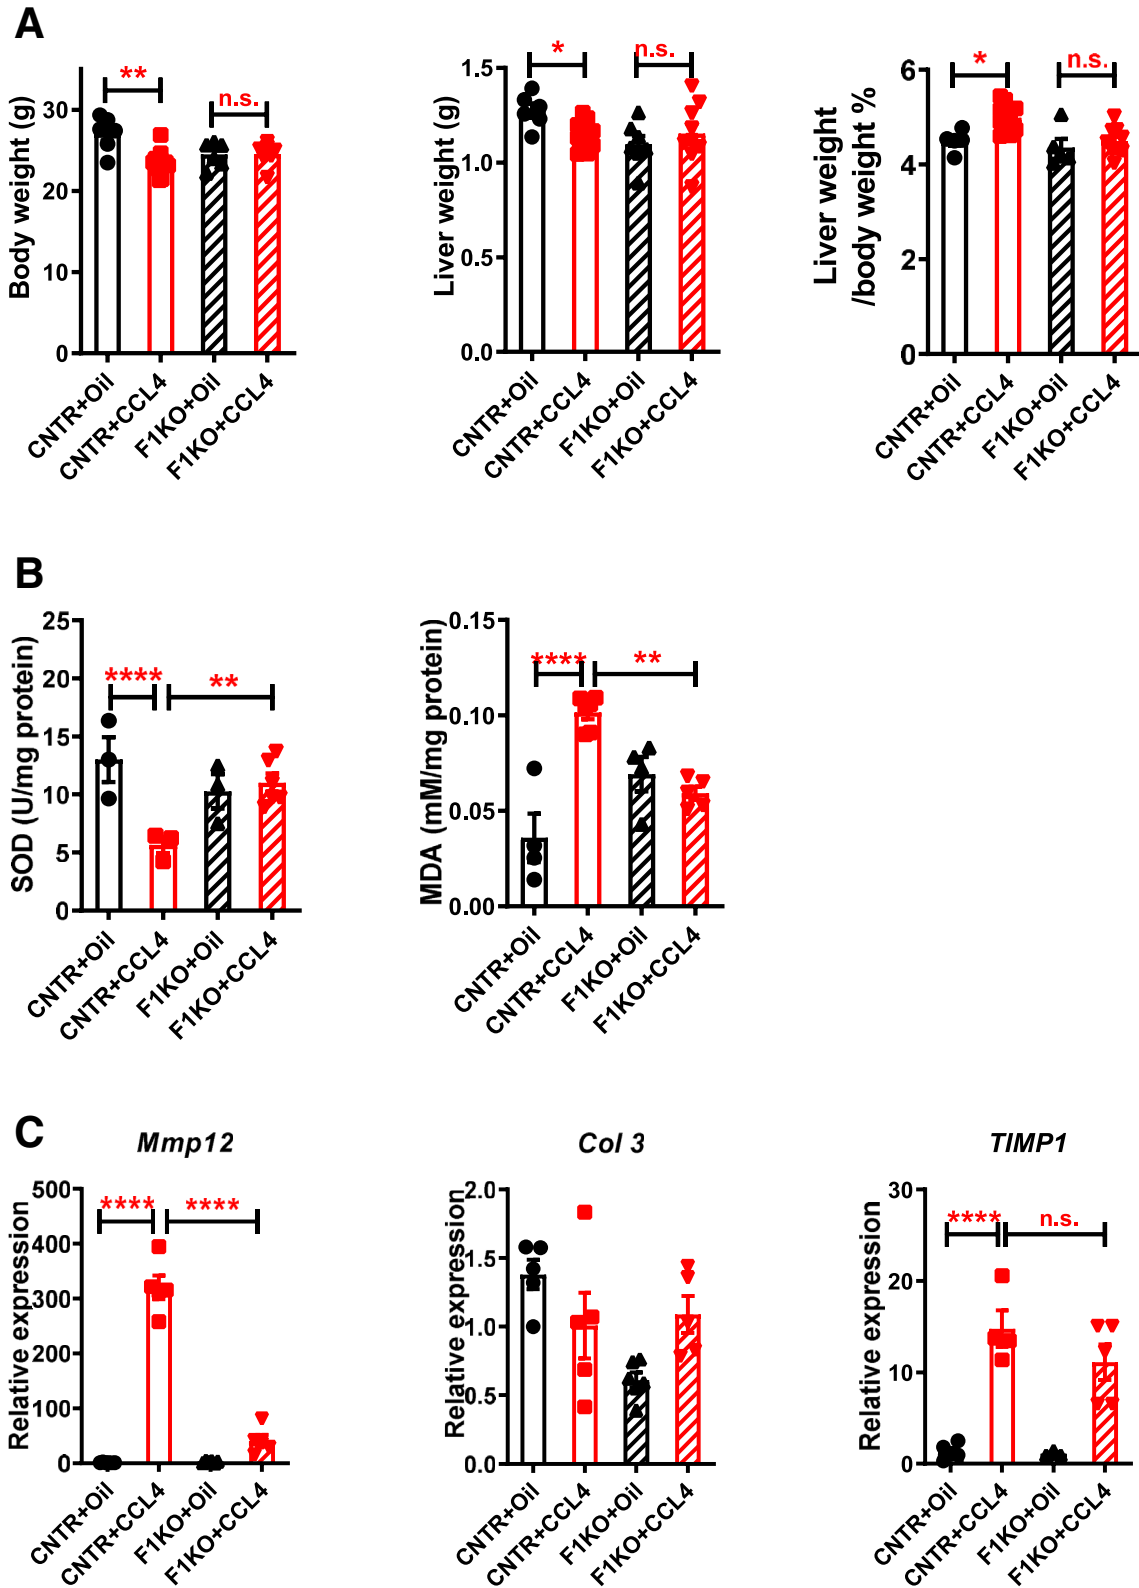 A
Body weight (g)
30
20
10
0
**
n.s.
CNTR+Oil
CNTR+CCL4
F1KO+Oil
F1KO+CCL4
Liver weight (g)
1.5
1.0
0.5
0.0
*
n.s.
CNTR+Oil
CNTR+CCL4
F1KO+Oil
F1KO+CCL4
Liver weight
/body weight %
6
4
2
0
*
n.s.
CNTR+Oil
CNTR+CCL4
F1KO+Oil
F1KO+CCL4
B
SOD (U/mg protein)
25
20
15
10
5
0
****
**
CNTR+Oil
CNTR+CCL4
F1KO+Oil
F1KO+CCL4
MDA (mM/mg protein)
0.15
0.10
0.05
0.00
****
**
CNTR+Oil
CNTR+CCL4
F1KO+Oil
F1KO+CCL4
C
Mmp12
Relative expression
500
400
300
200
100
0
****
****
CNTR+Oil
CNTR+CCL4
F1KO+Oil
F1KO+CCL4
Col 3
Relative expression
2.0
1.5
1.0
0.5
0.0
CNTR+Oil
CNTR+CCL4
F1KO+Oil
F1KO+CCL4
TIMP1
Relative expression
30
20
10
0
****
n.s.
CNTR+Oil
CNTR+CCL4
F1KO+Oil
F1KO+CCL4